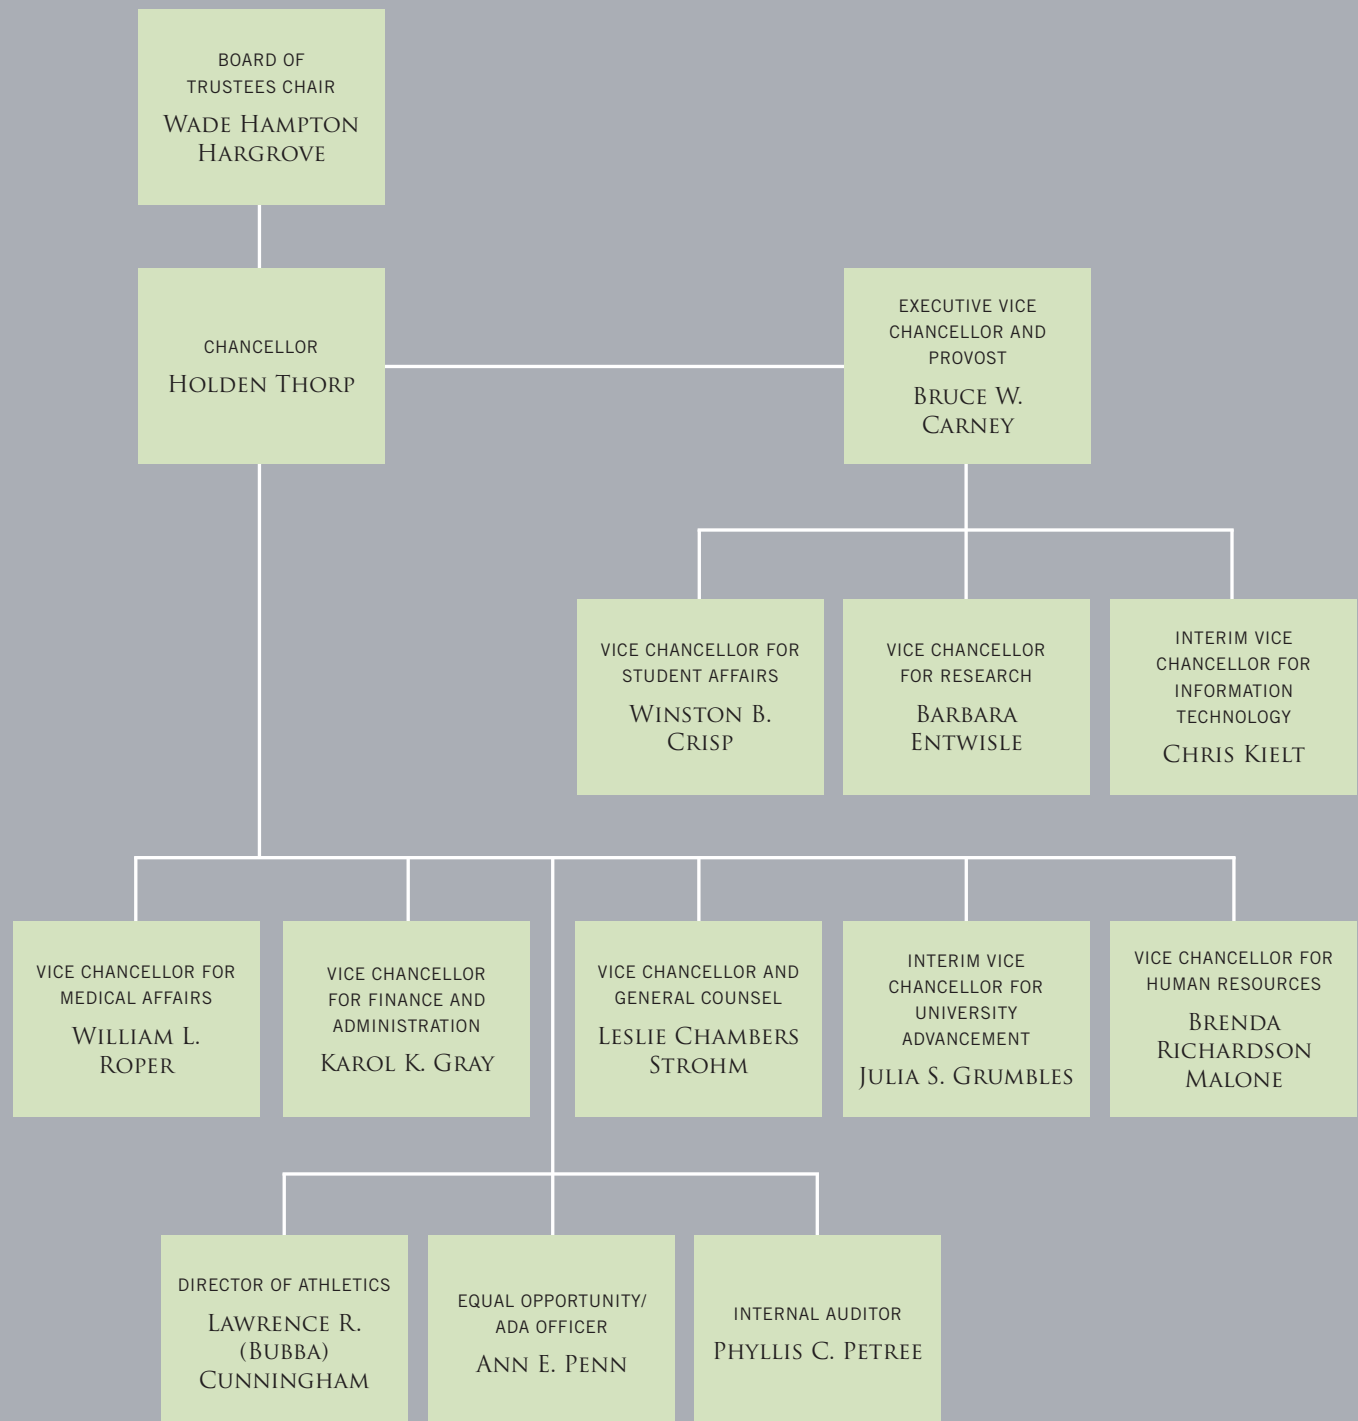 BOARD OF
TRUSTEES CHAIR
WADE HAMPTON
HARGROVE
CHANCELLOR
HOLDEN THORP
EXECUTIVE VICE
CHANCELLOR AND
PROVOST
BRUCE W.
CARNEY
VICE CHANCELLOR FOR
STUDENT AFFAIRS
WINSTON B.
CRISP
VICE CHANCELLOR
FOR RESEARCH
BARBARA
ENTWISLE
INTERIM VICE
CHANCELLOR FOR
INFORMATION
TECHNOLOGY
CHRIS KIELT
VICE CHANCELLOR FOR
MEDICAL AFFAIRS
WILLIAM L.
ROPER
VICE CHANCELLOR
FOR FINANCE AND
ADMINISTRATION
KAROL K. GRAY
VICE CHANCELLOR AND
GENERAL COUNSEL
LESLIE CHAMBERS
STROHM
INTERIM VICE
CHANCELLOR FOR
UNIVERSITY
ADVANCEMENT
JULIA S. GRUMBLES
VICE CHANCELLOR FOR
HUMAN RESOURCES
BRENDA
RICHARDSON
MALONE
DIRECTOR OF ATHLETICS
LAWRENCE R.
(BUBBA)
CUNNINGHAM
EQUAL OPPORTUNITY/
ADA OFFICER
ANN E. PENN
INTERNAL AUDITOR
PHYLLIS C. PETREE